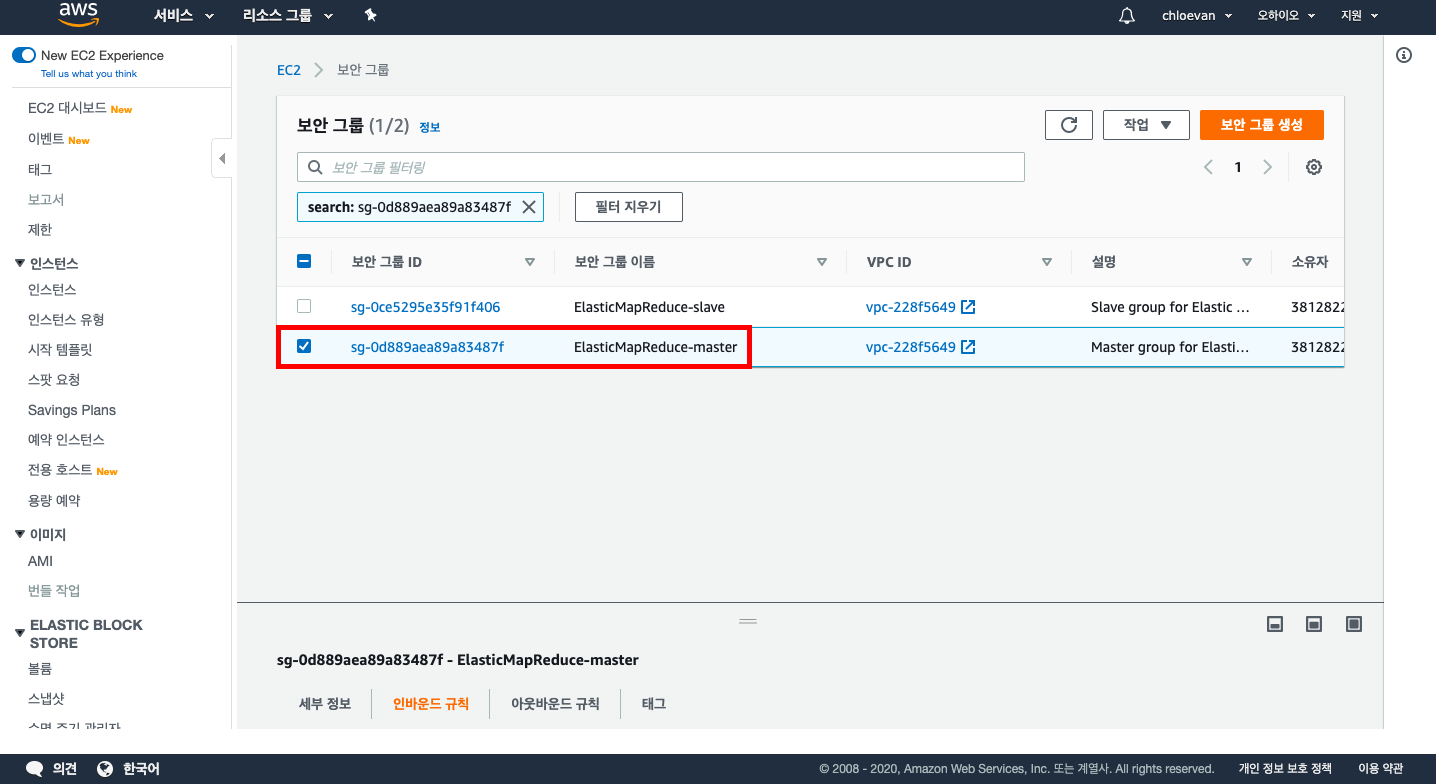 aws 서비스 리소스 그룹 chloevan 오하이오 지원
New EC2 Experience
Tell us what you think
EC2 대시보드 New
이벤트 New
태그
보고서
제한
인스턴스
인스턴스
인스턴스 유형
시작 템플릿
스팟 요청
Savings Plans
예약 인스턴스
전용 호스트 New
용량 예약
이미지
AMI
번들 작업
ELASTIC BLOCK
STORE
볼륨
스냅샷
수명 주기 관리자
EC2 보안 그룹
보안 그룹 (1/2) 정보 작업 보안 그룹 생성
보안 그룹 필터링 1
search: sg-0d889aea89a83487f 필터 지우기
보안 그룹 ID 보안 그룹 이름 VPC ID 설명 소유자
sg-0ce5295e35f91f406 ElasticMapReduce-slave vpc-228f5649 Slave group for Elastic ... 3812822
sg-0d889aea89a83487f ElasticMapReduce-master vpc-228f5649 Master group for Elasti... 3812822
sg-0d889aea89a83487f - ElasticMapReduce-master
세부 정보 인바운드 규칙 아웃바운드 규칙 태그
의견 한국어 © 2008 - 2020, Amazon Web Services, Inc. 또는 계열사. All rights reserved. 개인 정보 보호 정책 이용 약관